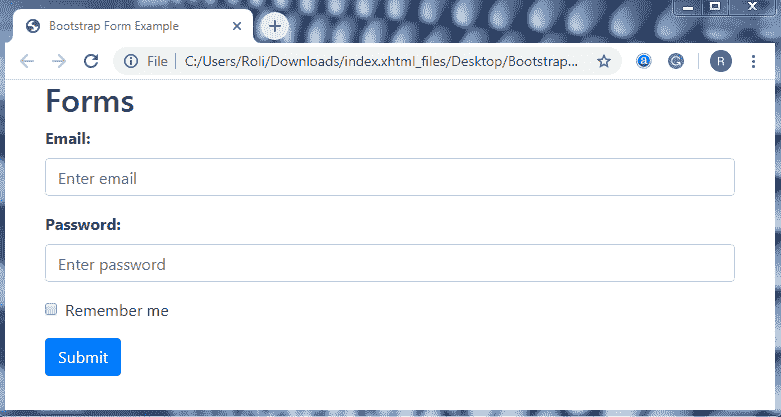 Bootstrap Form Example
File C:/Users/Roli/Downloads/index.xhtml_files/Desktop/Bootstrap... a G R
Forms
Email:
Enter email
Password:
Enter password
Remember me
Submit